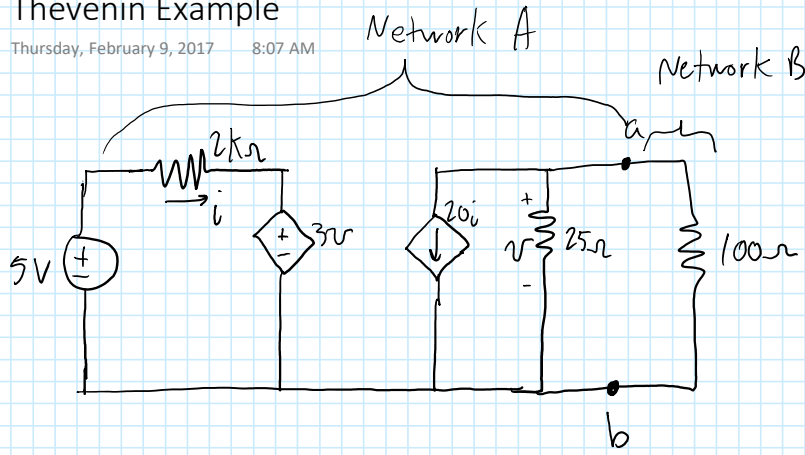 Thevenin Example
Thursday, February 9, 2017 8:07 AM
Network A
Network B
a
2kΩ
i
5V
+
-
+
-
3v
20i
+
v
-
25Ω
100Ω
b